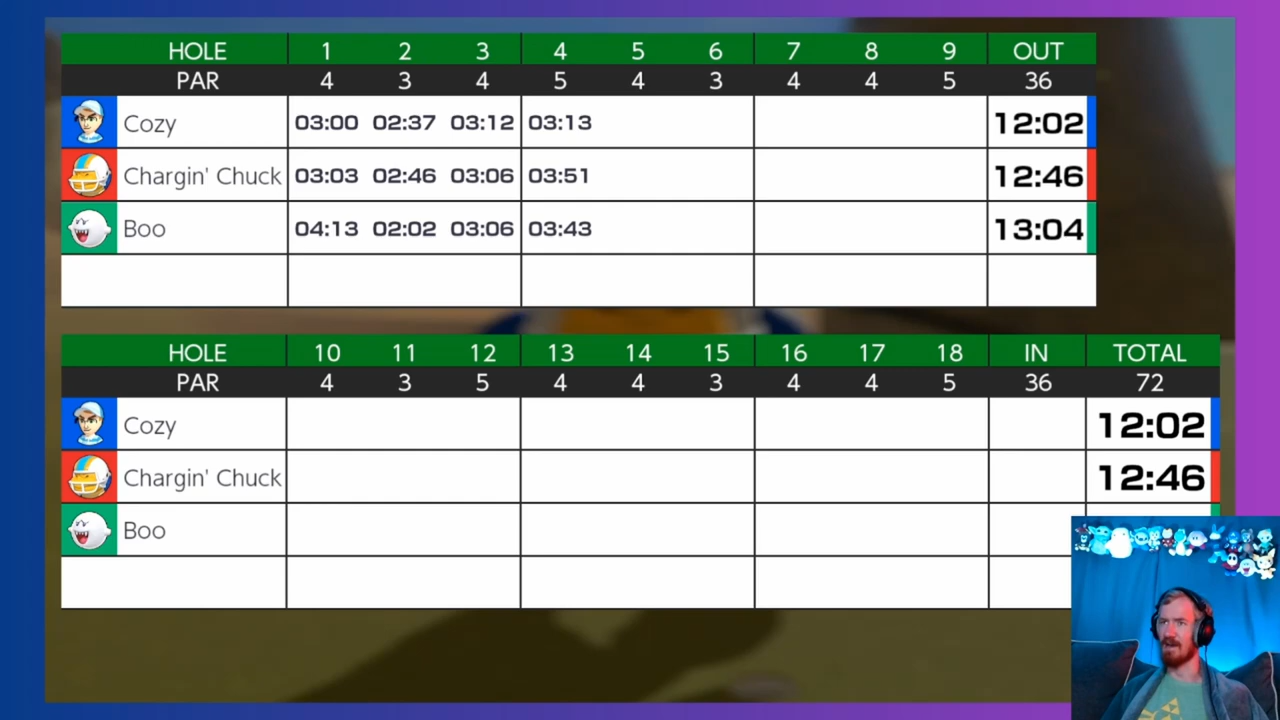 HOLE 1 2 3 4 5 6 7 8 9 OUT
PAR 4 3 4 5 4 3 4 4 5 36
Cozy 03:00 02:37 03:12 03:13 12:02
Chargin' Chuck 03:03 02:46 03:06 03:51 12:46
Boo 04:13 02:02 03:06 03:43 13:04
HOLE 10 11 12 13 14 15 16 17 18 IN TOTAL
PAR 4 3 5 4 4 3 4 4 5 36 72
Cozy 12:02
Chargin' Chuck 12:46
Boo